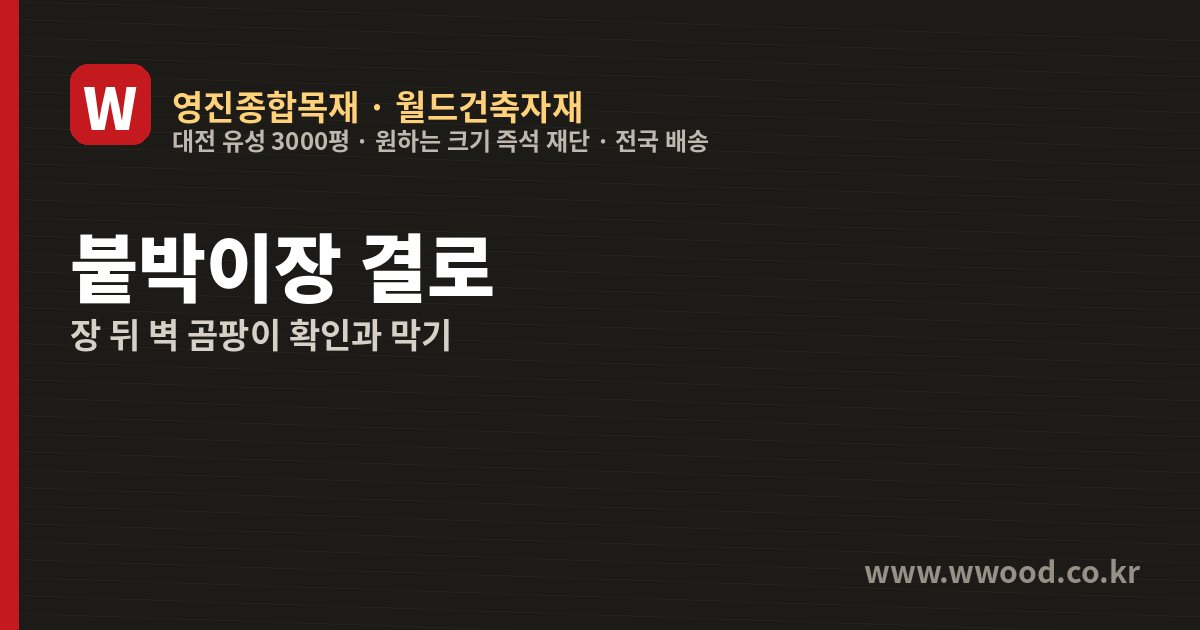 W
영진종합목재 · 월드건축자재
대전 유성 3000평 · 원하는 크기 즉석 재단 · 전국 배송
붙박이장 결로
장 뒤 벽 곰팡이 확인과 막기
www.wwood.co.kr